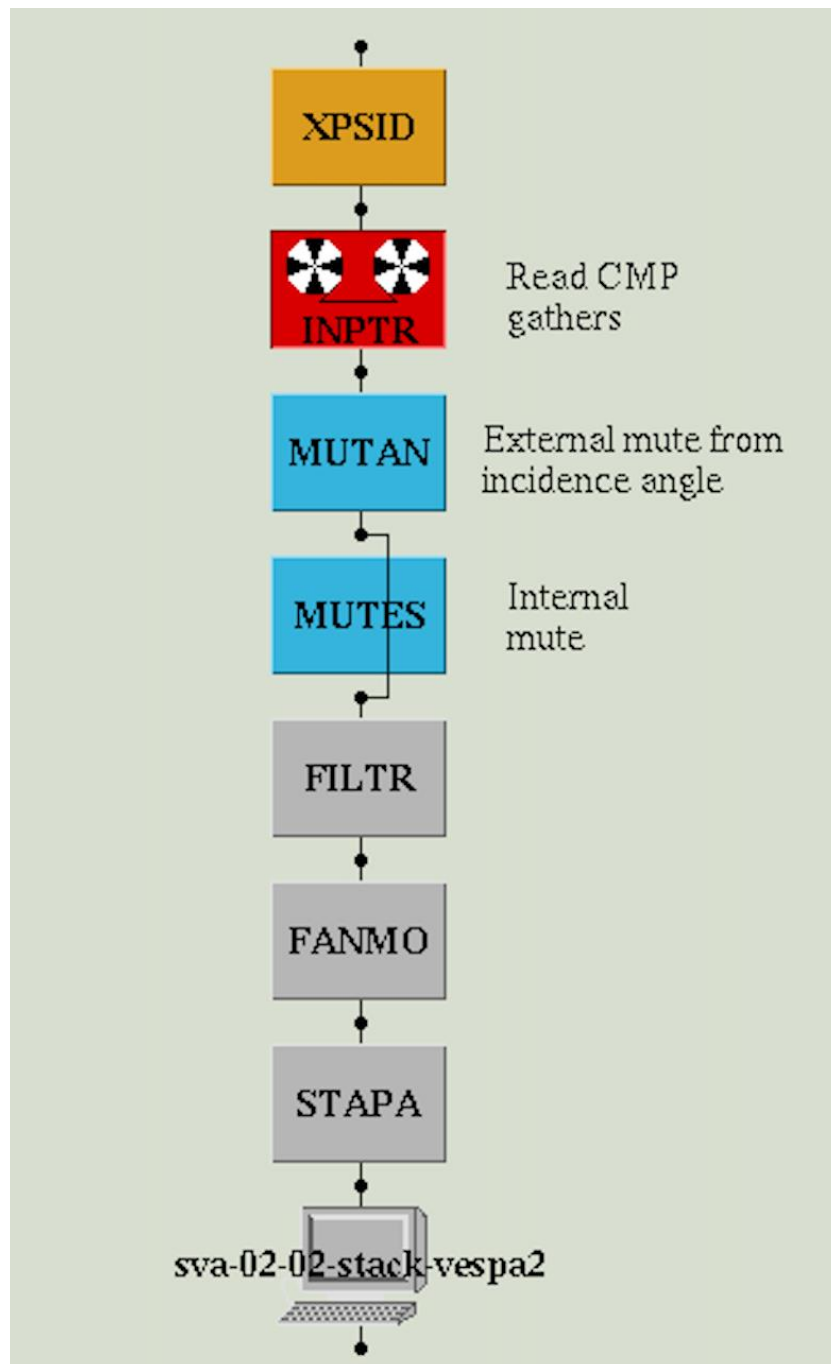 XPSID
INPTR
Read CMP
gathers
MUTAN
External mute from
incidence angle
MUTES
Internal
mute
FILTR
FANMO
STAPA
sva-02-02-stack-vespa2